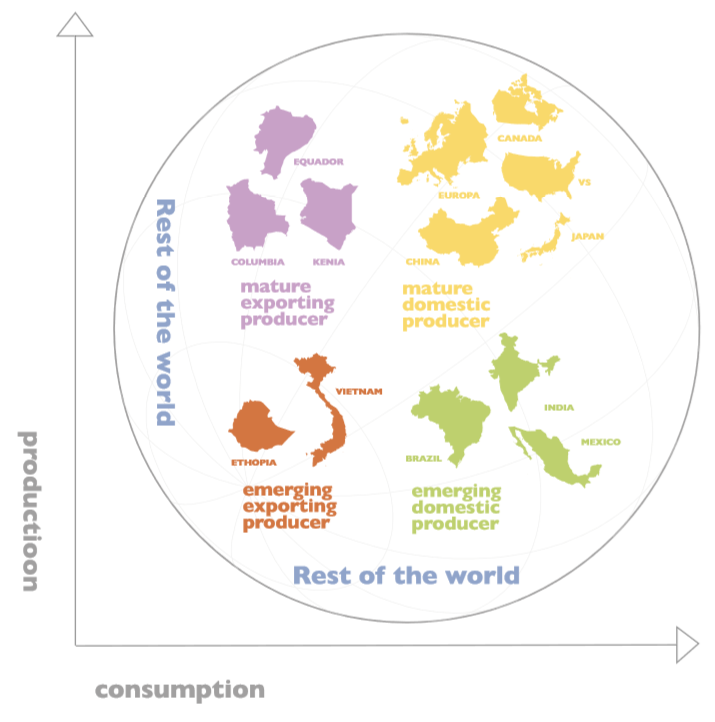 CANADA
EQUADOR
VS
EUROPA
JAPAN
COLUMBIA
KENIA
CHINA
mature
exporting
producer
mature
domestic
producer
Rest of the world
VIETNAM
INDIA
MEXICO
ETHOPIA
BRAZIL
emerging
exporting
producer
emerging
domestic
producer
Rest of the world
productioon
consumption